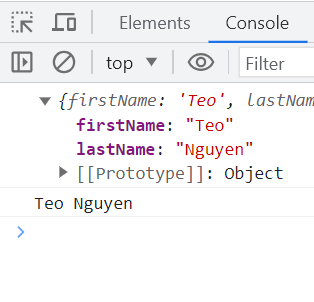 Elements Console
top Filter
{firstName: 'Teo', lastNam
firstName: "Teo"
lastName: "Nguyen"
[[Prototype]]: Object
Teo Nguyen